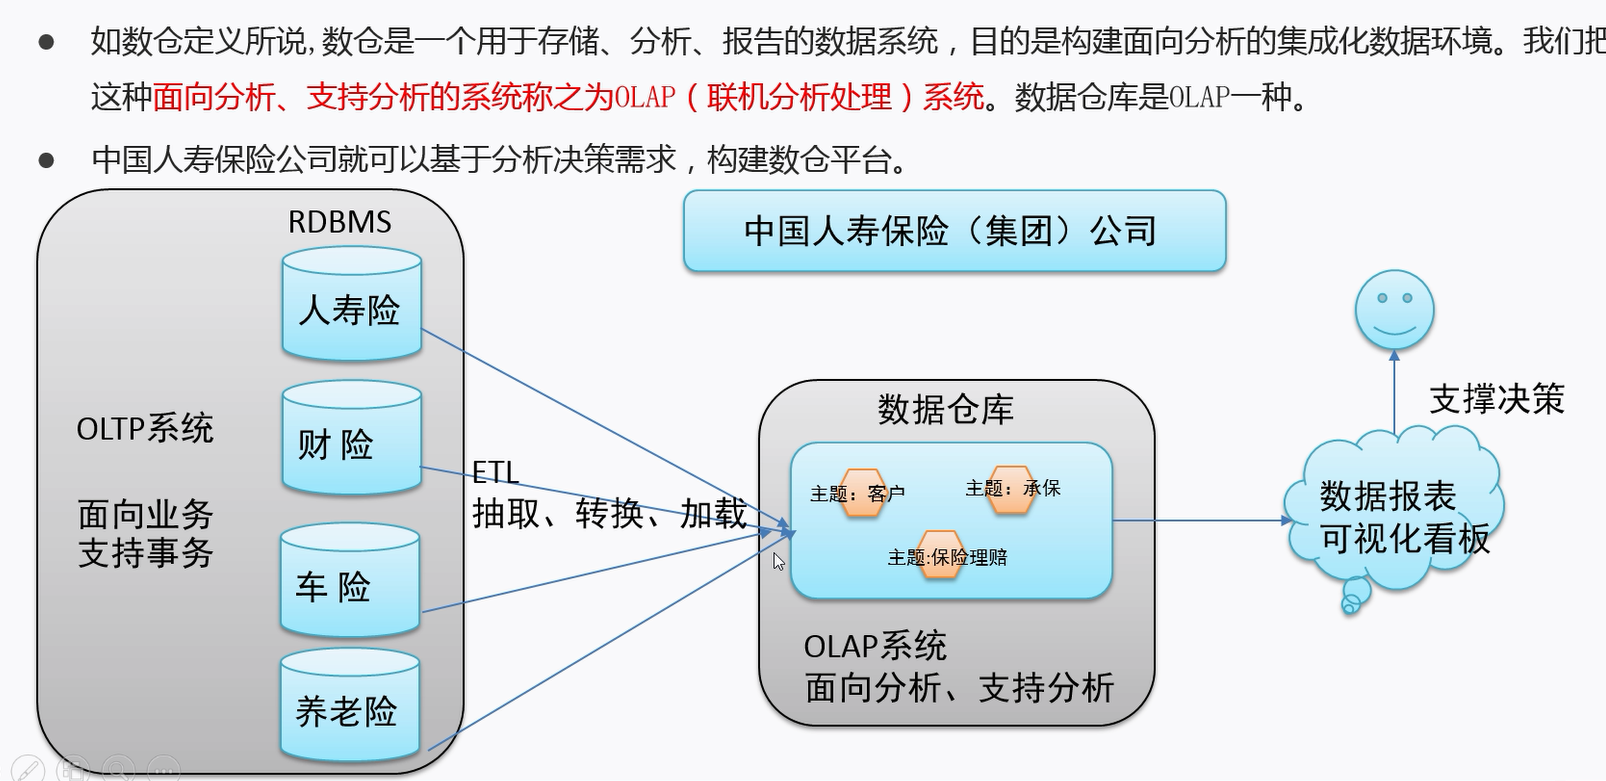 如数仓定义所说,数仓是一个用于存储、分析、报告的数据系统，目的是构建面向分析的集成化数据环境。我们把
这种面向分析、支持分析的系统称之为OLAP（联机分析处理）系统。数据仓库是OLAP一种。
中国人寿保险公司就可以基于分析决策需求，构建数仓平台。
RDBMS
中国人寿保险（集团）公司
人寿险
OLTP系统
财 险
面向业务
支持事务
车 险
养老险
ETL
抽取、转换、加载
数据仓库
主题：客户
主题：承保
主题:保险理赔
OLAP系统
面向分析、支持分析
支撑决策
数据报表
可视化看板